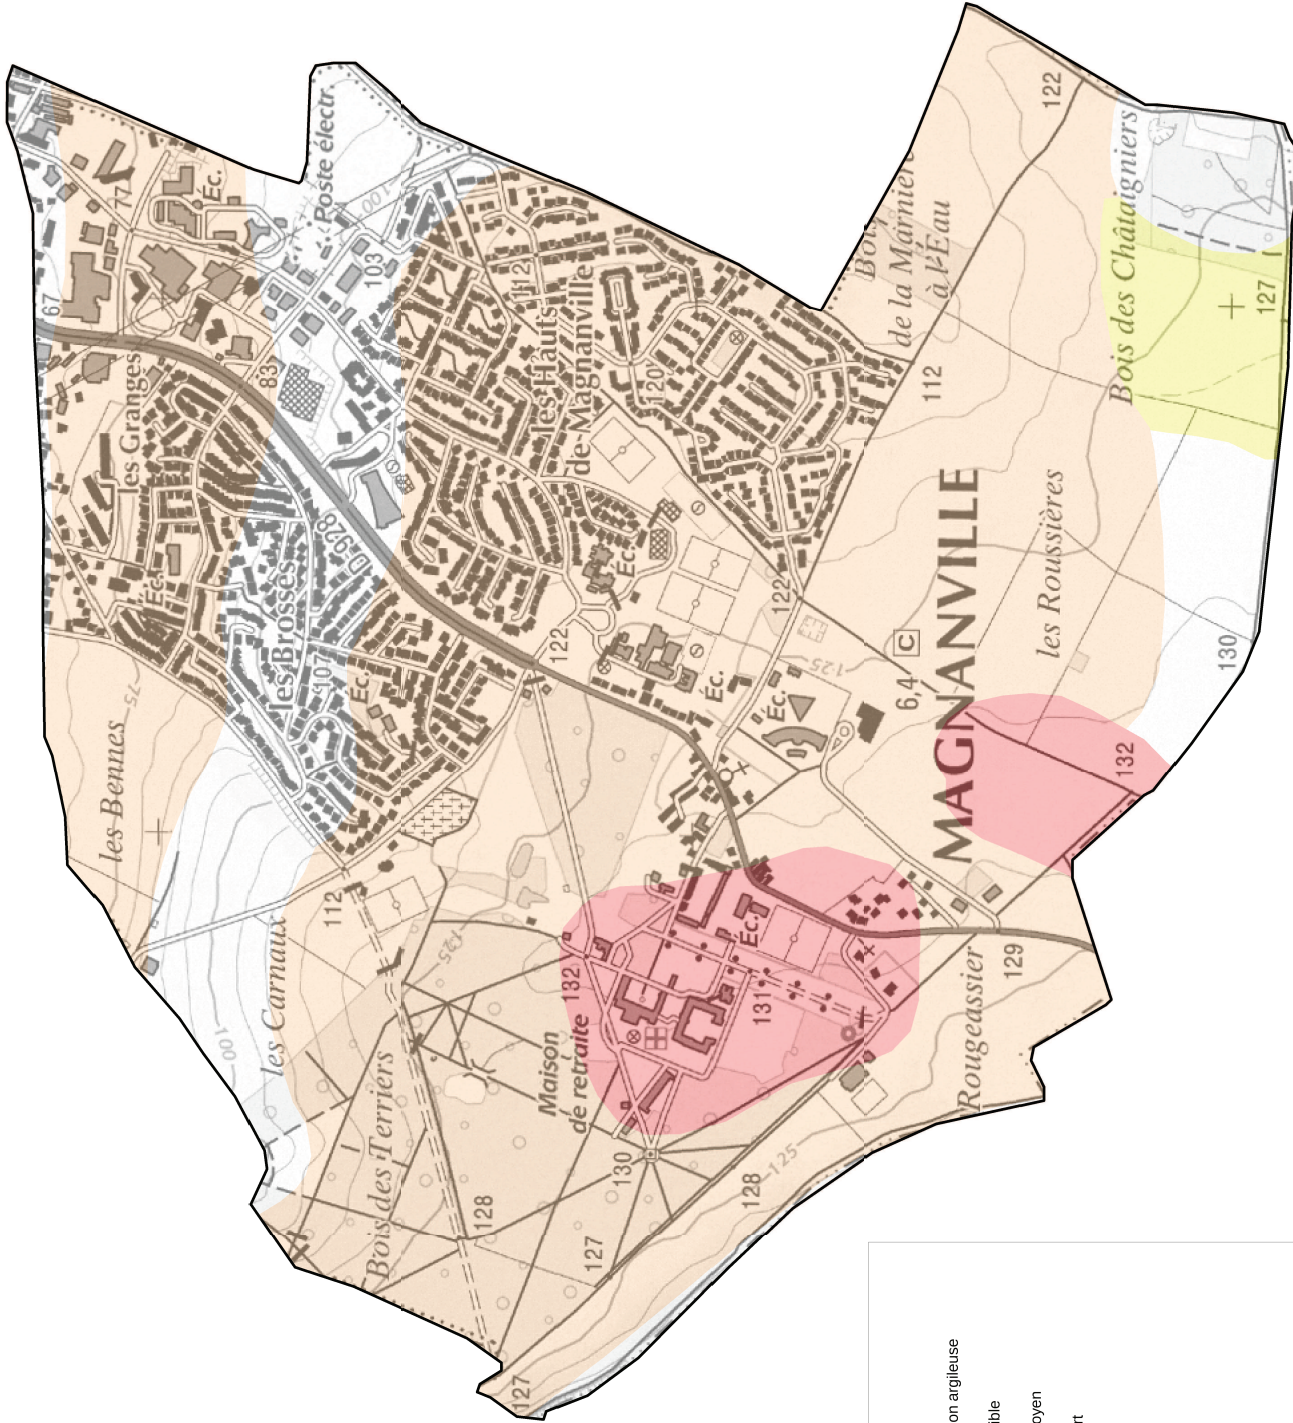 122
Bois des Châtaigniers
127
Bois
de la Marnière
à l'Eau
112
Poste électr.
100
103
Éc.
77
67
les Granges
83
112
les Hauts
de Magnanville
120
D 928
les Brosses
107
Éc.
Éc.
Éc.
122
122
Éc.
Éc.
125
C
6,4
MAGNANVILLE
les Roussières
130
132
75
les Bennes
112
les Carnaux
100
125
132
Éc.
131
Maison
de retraite
129
Rougeassier
Bois des Terriers
130
128
128
125
127
127
on argileuse
ible
oyen
rt